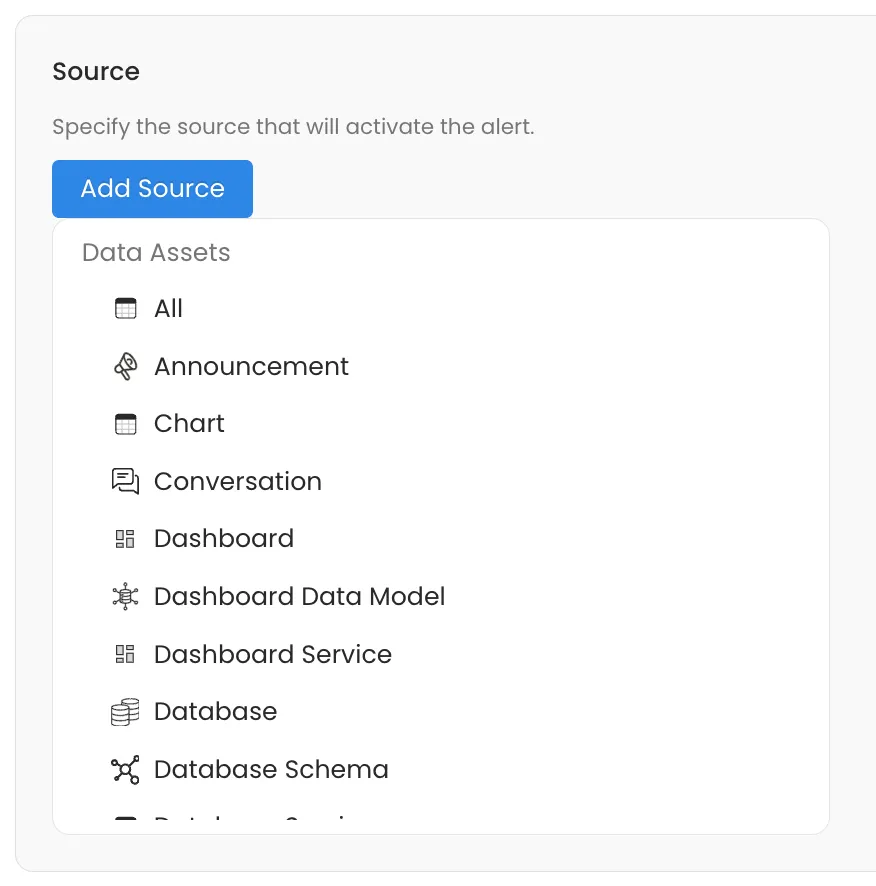 Source
Specify the source that will activate the alert.
Add Source
Data Assets
All
Announcement
Chart
Conversation
Dashboard
Dashboard Data Model
Dashboard Service
Database
Database Schema